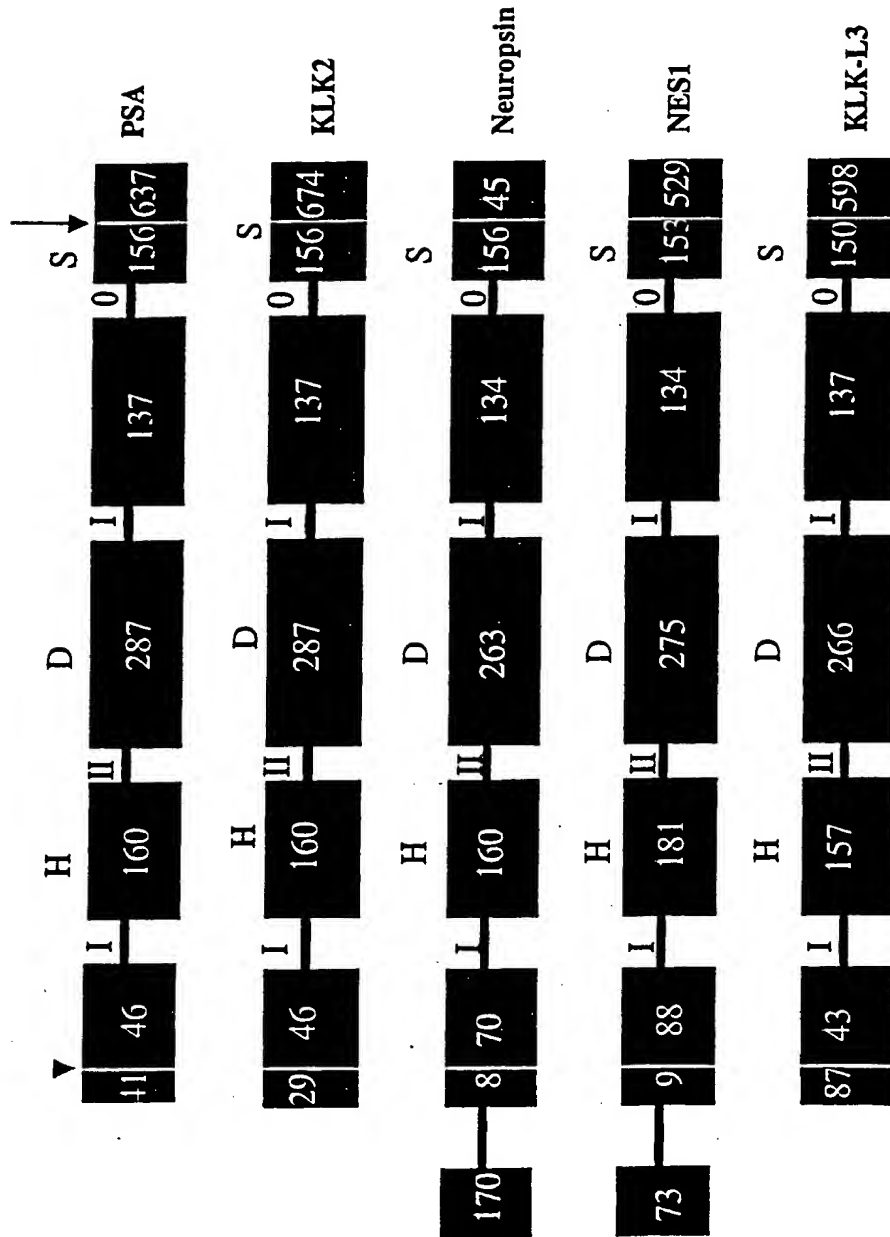 S
H D
41 46 I 160 II 287 I 137 0 156 637 PSA
H D S
29 46 I 160 II 287 I 137 0 156 674 KLK2
H D S
170 8 70 I 160 II 263 I 134 0 156 45 Neuropsin
H D S
73 9 88 I 181 II 275 I 134 0 153 529 NES1
H D S
87 43 I 157 II 266 I 137 0 150 598 KLK-L3